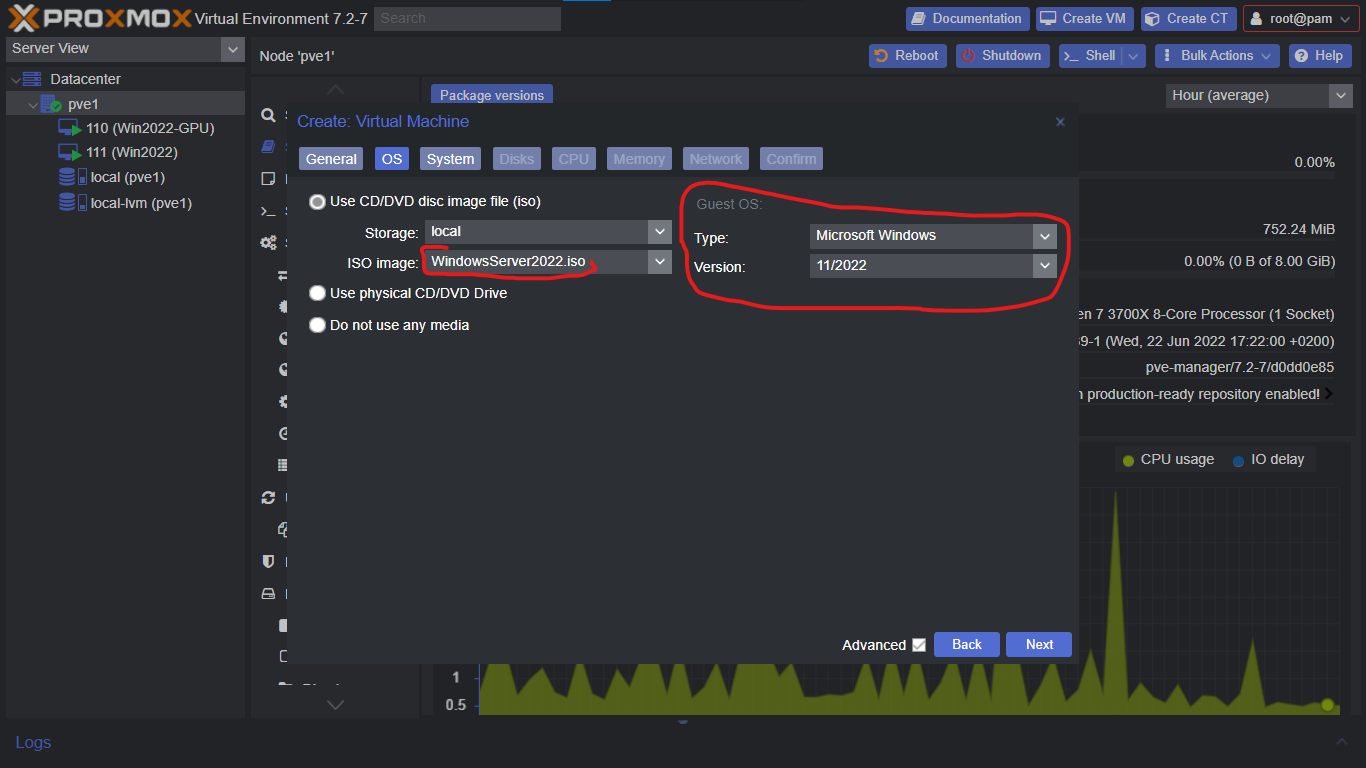 PROXMOX Virtual Environment 7.2-7 Search Documentation Create VM Create CT root@pam
Server View
Node 'pve1' Reboot Shutdown Shell Bulk Actions Help
Datacenter
pve1
110 (Win2022-GPU)
111 (Win2022)
local (pve1)
local-lvm (pve1)
Package versions Hour (average)
Create: Virtual Machine
General OS System Disks CPU Memory Network Confirm
Use CD/DVD disc image file (iso)
Storage: local
ISO image: WindowsServer2022.iso
Use physical CD/DVD Drive
Do not use any media
Guest OS:
Type: Microsoft Windows
Version: 11/2022
Advanced Back Next
0.00%
752.24 MiB
0.00% (0 B of 8.00 GiB)
en 7 3700X 8-Core Processor (1 Socket)
59-1 (Wed, 22 Jun 2022 17:22:00 +0200)
pve-manager/7.2-7/d0dd0e85
production-ready repository enabled!
CPU usage IO delay
1
0.5
Logs